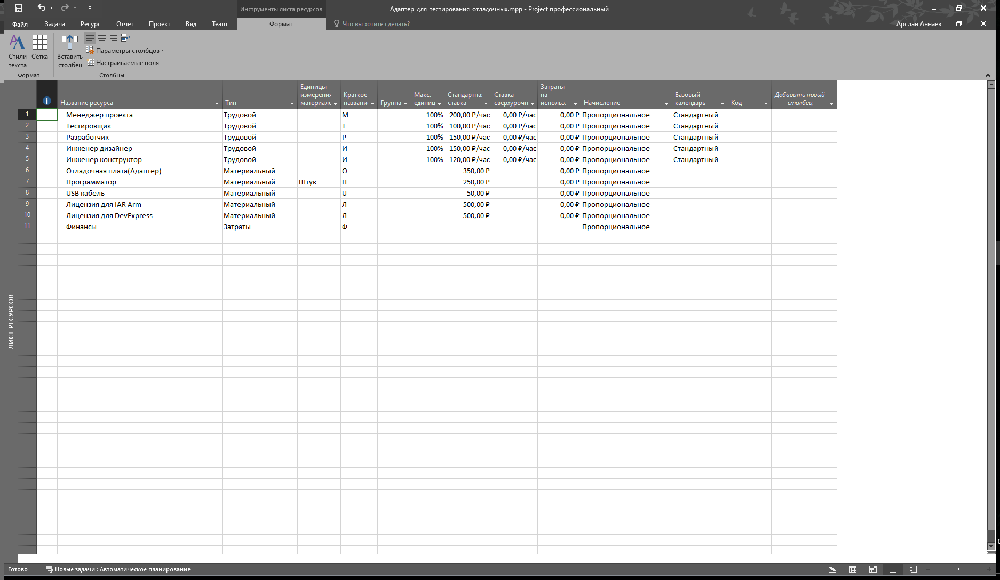 Инструменты листа ресурсов
Адаптер_для_тестирования_отладочных.mpp - Project профессиональный
Файл Задача Ресурс Отчет Проект Вид Team Формат Что вы хотите сделать? Арслан Аннаев
Стили текста
Сетка
Вставить столбец
Параметры столбцов
Настраиваемые поля
Формат Столбцы
Название ресурса Тип Единицы измерения материалс Краткое названи Группа Макс. единиц Стандартна ставка Ставка сверхурочн Затраты на использ. Начисление Базовый календарь Код Добавить новый столбец
1 Менеджер проекта Трудовой М 100% 200,00 ₽/час 0,00 ₽/час 0,00 ₽ Пропорциональное Стандартный
2 Тестировщик Трудовой Т 100% 100,00 ₽/час 0,00 ₽/час 0,00 ₽ Пропорциональное Стандартный
3 Разработчик Трудовой Р 100% 150,00 ₽/час 0,00 ₽/час 0,00 ₽ Пропорциональное Стандартный
4 Инженер дизайнер Трудовой И 100% 150,00 ₽/час 0,00 ₽/час 0,00 ₽ Пропорциональное Стандартный
5 Инженер конструктор Трудовой И 100% 120,00 ₽/час 0,00 ₽/час 0,00 ₽ Пропорциональное Стандартный
6 Отладочная плата(Адаптер) Материальный О 350,00 ₽ 0,00 ₽ Пропорциональное
7 Программатор Материальный Штук П 250,00 ₽ 0,00 ₽ Пропорциональное
8 USB кабель Материальный U 50,00 ₽ 0,00 ₽ Пропорциональное
9 Лицензия для IAR Arm Материальный Л 500,00 ₽ 0,00 ₽ Пропорциональное
10 Лицензия для DevExpress Материальный Л 500,00 ₽ 0,00 ₽ Пропорциональное
11 Финансы Затраты Ф Пропорциональное
ЛИСТ РЕСУРСОВ
Готово Новые задачи : Автоматическое планирование